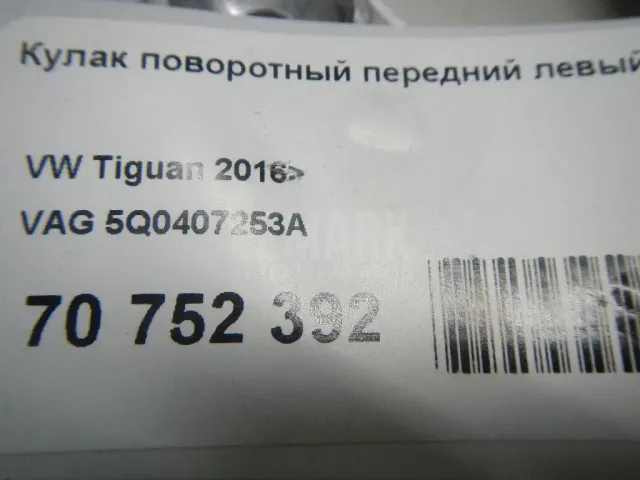 Кулак поворотный передний левый
VW Tiguan 2016>
VAG 5Q0407253A
70 752 392